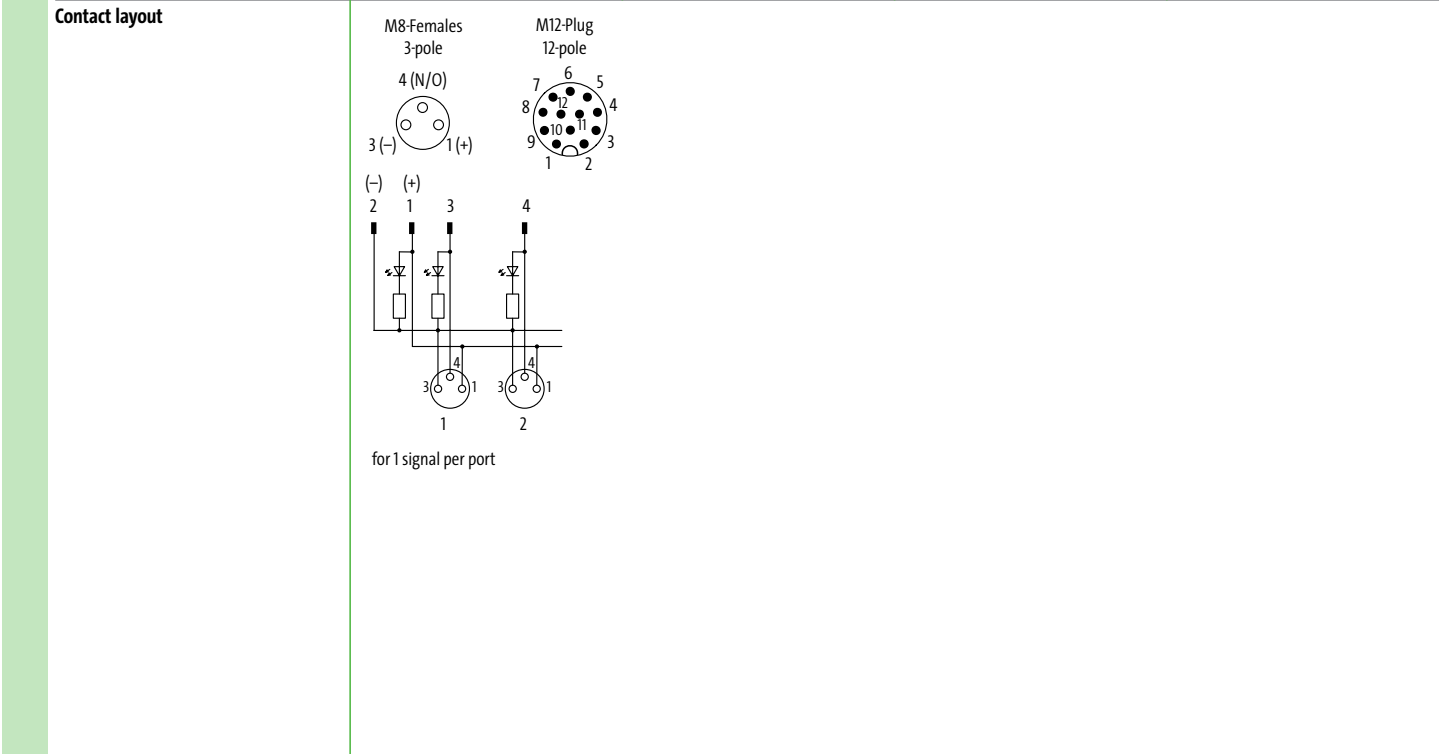 Contact layout
M8-Females
3-pole
4 (N/O)
3 (–)
1 (+)
M12-Plug
12-pole
6
7
5
8
12
4
10
11
9
3
1
2
(–) (+)
2 1 3 4
4
3
1
4
3
1
1
2
for 1 signal per port